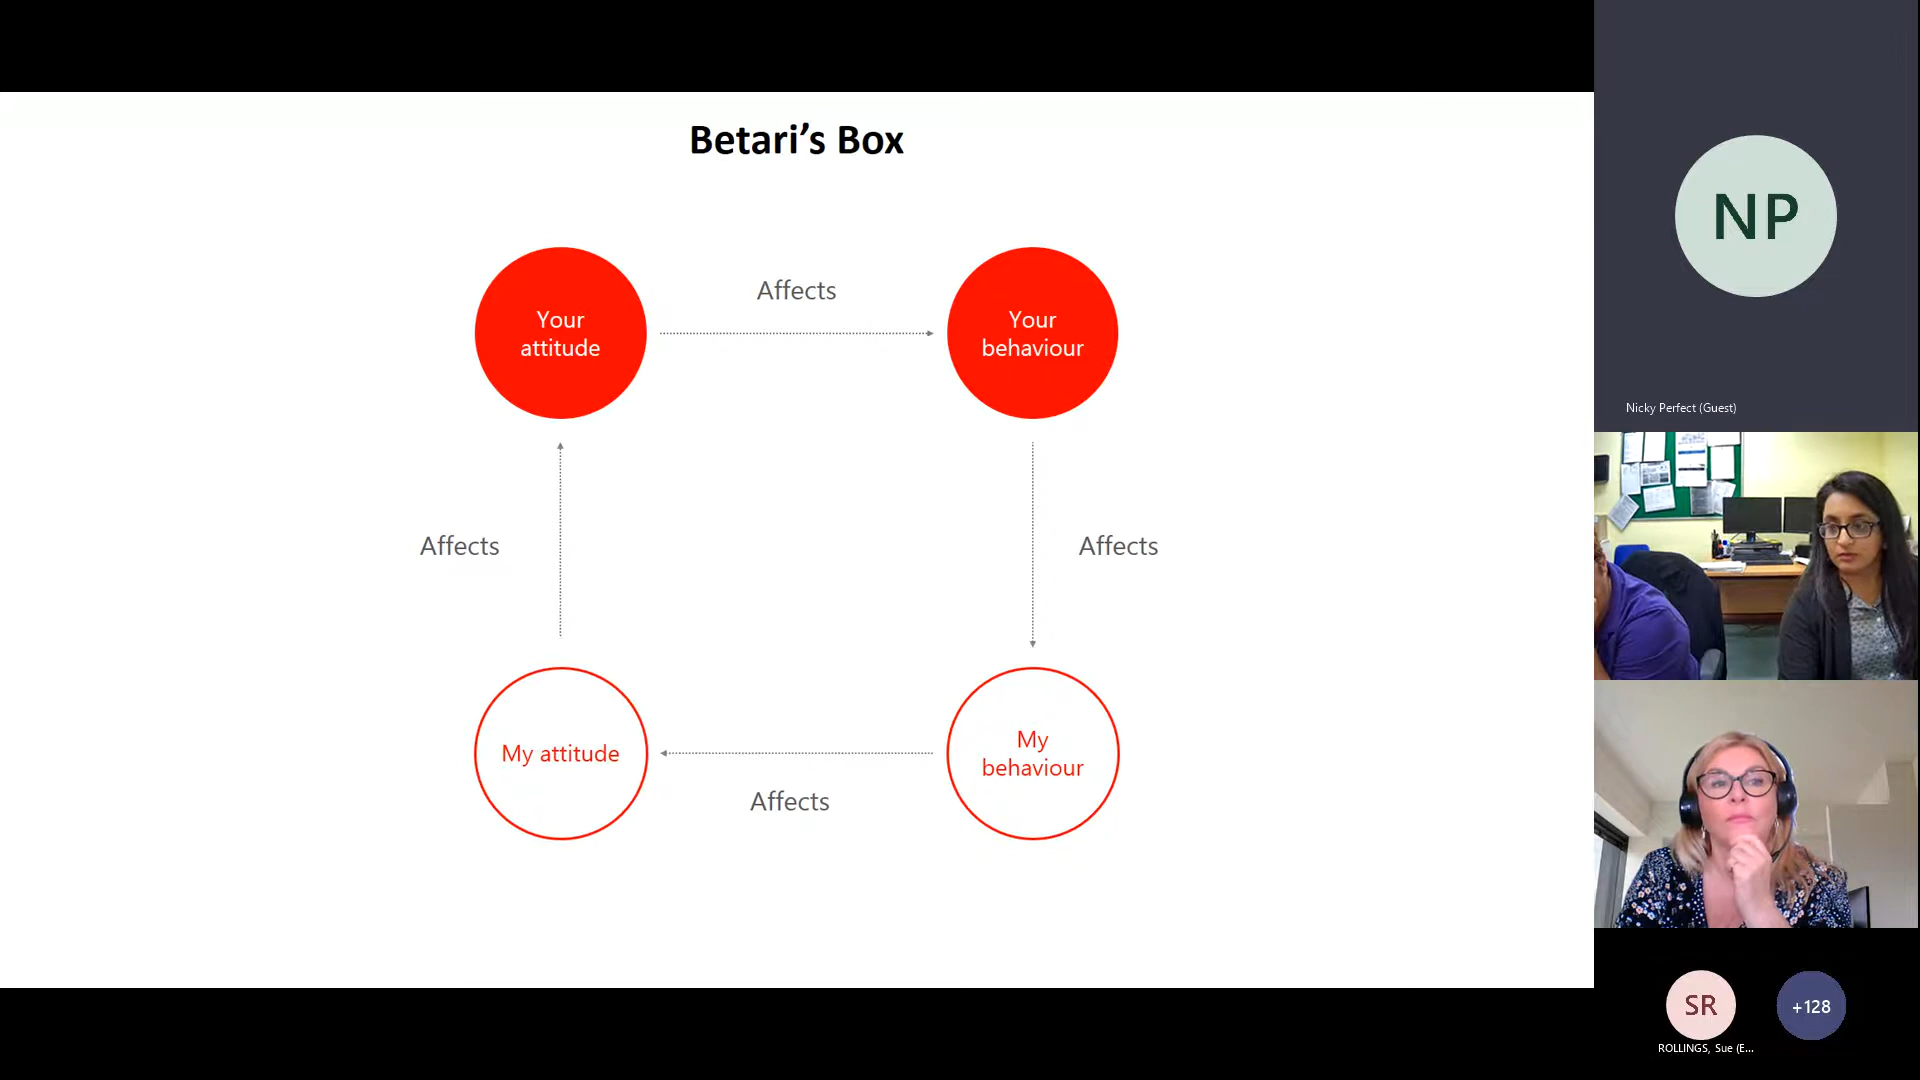 Betari’s Box
Your
attitude
Affects
Your
behaviour
Affects
Affects
My attitude
Affects
My
behaviour
NP
Nicky Perfect (Guest)
SR
+128
ROLLINGS, Sue (E...